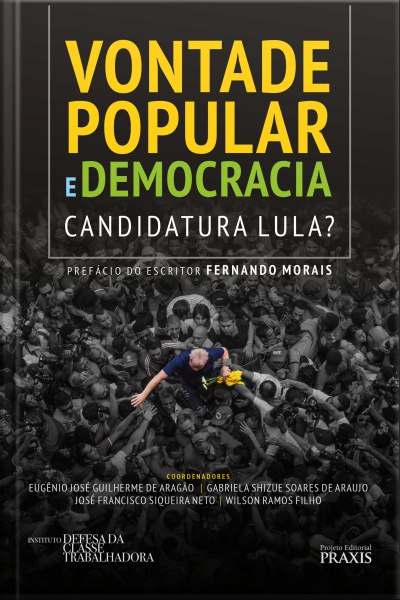 VONTADE
POPULAR
E DEMOCRACIA
CANDIDATURA LULA?
PREFÁCIO DO ESCRITOR FERNANDO MORAIS
COORDENADORES
EUGÊNIO JOSÉ GUILHERME DE ARAGÃO | GABRIELA SHIZUE SOARES DE ARAUJO
JOSÉ FRANCISCO SIQUEIRA NETO | WILSON RAMOS FILHO
INSTITUTO DEFESA DA
CLASSE
TRABALHADORA
Projeto Editorial
PRAXIS